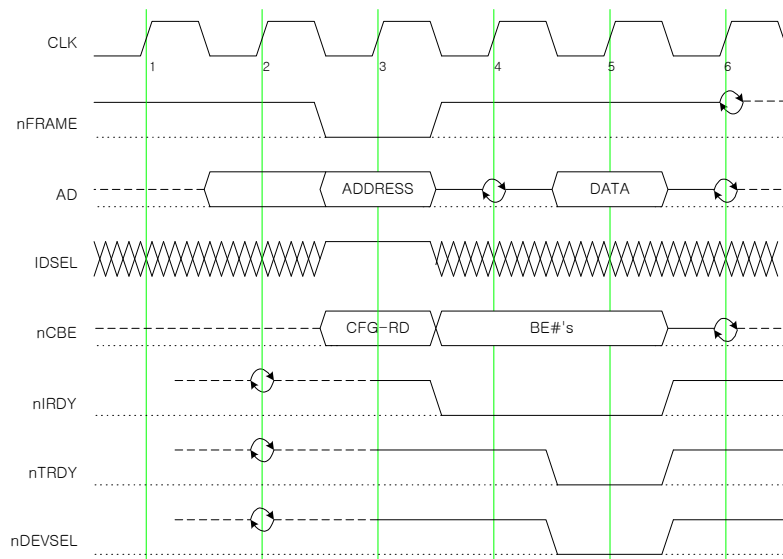 CLK
1 2 3 4 5 6
nFRAME
AD ADDRESS DATA
IDSEL
nCBE CFG-RD BE#'s
nIRDY
nTRDY
nDEVSEL